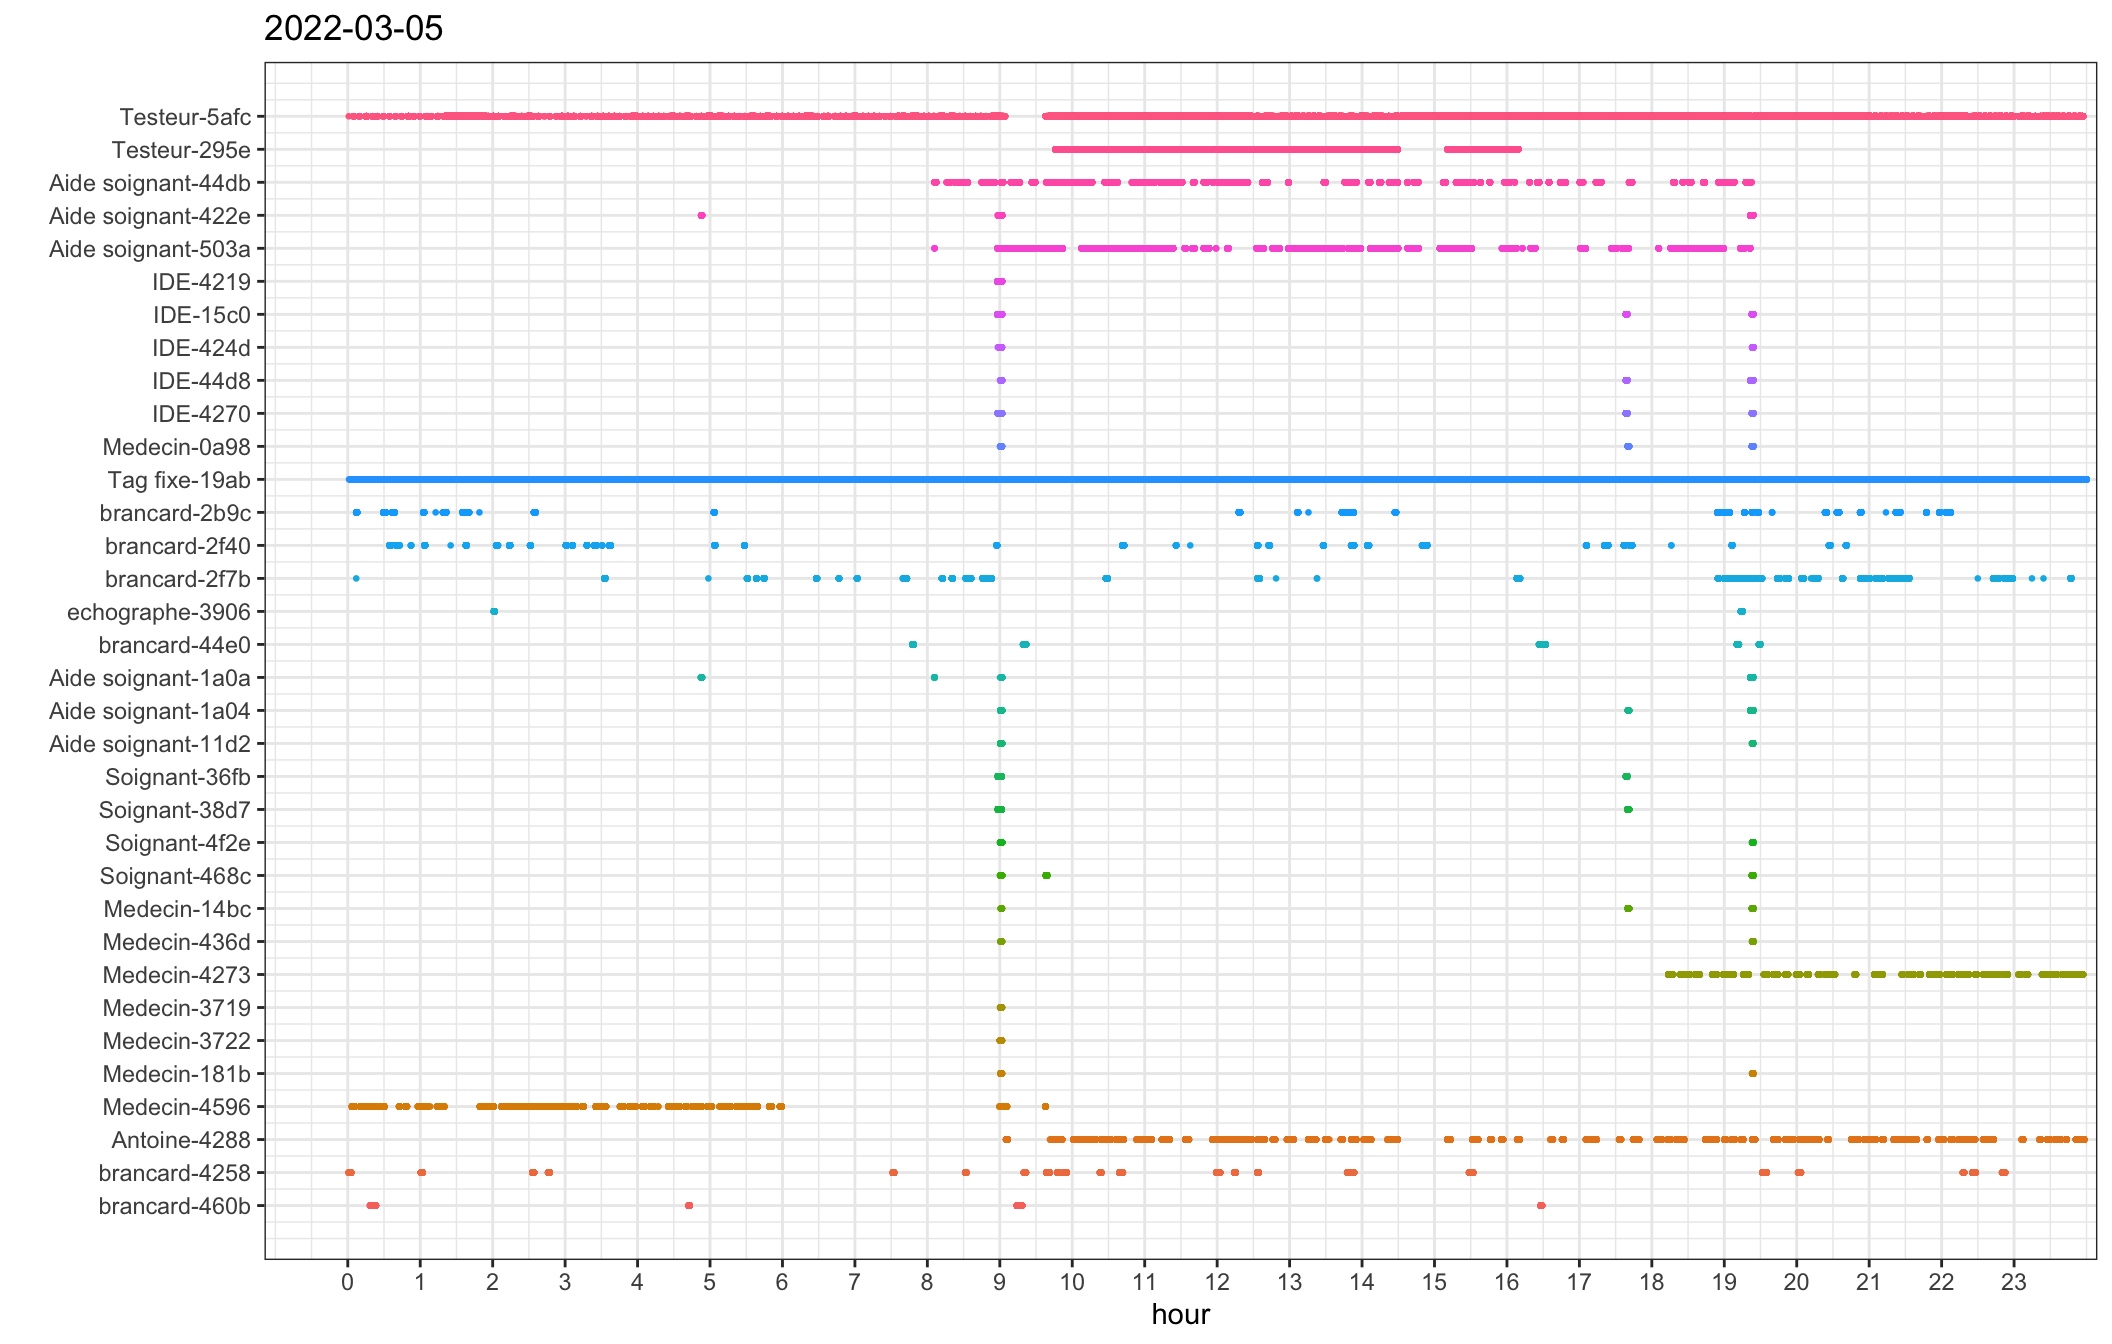 2022-03-05
Testeur-5afc
Testeur-295e
Aide soignant-44db
Aide soignant-422e
Aide soignant-503a
IDE-4219
IDE-15c0
IDE-424d
IDE-44d8
IDE-4270
Medecin-0a98
Tag fixe-19ab
brancard-2b9c
brancard-2f40
brancard-2f7b
echographe-3906
brancard-44e0
Aide soignant-1a0a
Aide soignant-1a04
Aide soignant-11d2
Soignant-36fb
Soignant-38d7
Soignant-4f2e
Soignant-468c
Medecin-14bc
Medecin-436d
Medecin-4273
Medecin-3719
Medecin-3722
Medecin-181b
Medecin-4596
Antoine-4288
brancard-4258
brancard-460b
0 1 2 3 4 5 6 7 8 9 10 11 12 13 14 15 16 17 18 19 20 21 22 23
hour